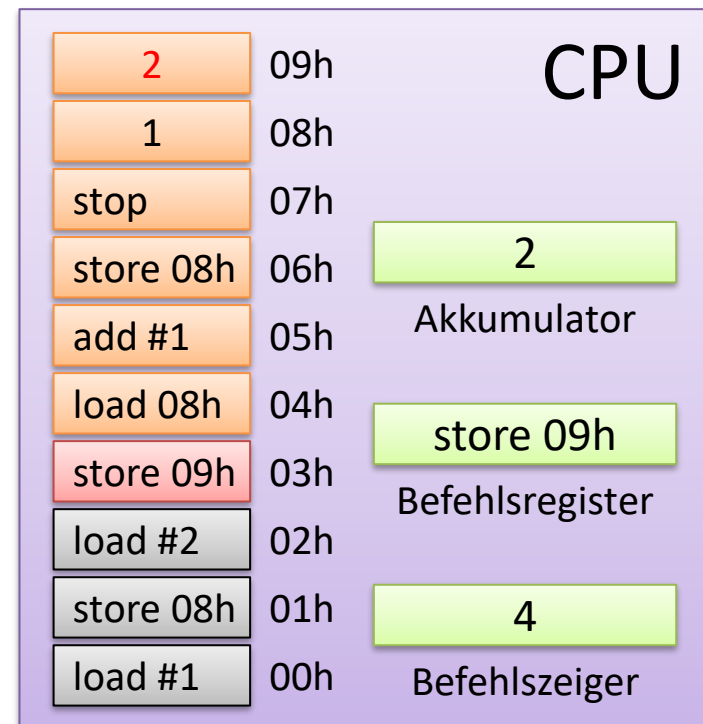 CPU
2 09h
1 08h
stop 07h
store 08h 06h
add #1 05h
load 08h 04h
store 09h 03h
load #2 02h
store 08h 01h
load #1 00h
2
Akkumulator
store 09h
Befehlsregister
4
Befehlszeiger